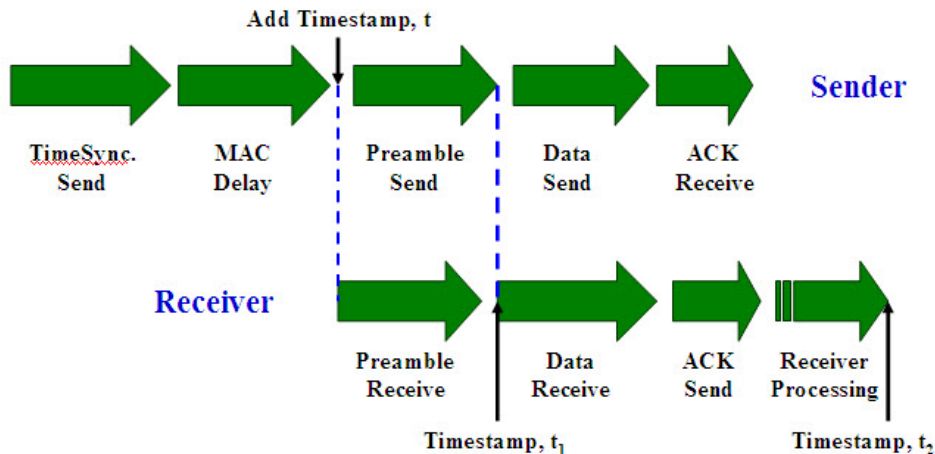 Add Timestamp, t
Sender
TimeSync.
Send
MAC
Delay
Preamble
Send
Data
Send
ACK
Receive
Receiver
Preamble
Receive
Data
Receive
ACK
Send
Receiver
Processing
Timestamp, t1
Timestamp, t2